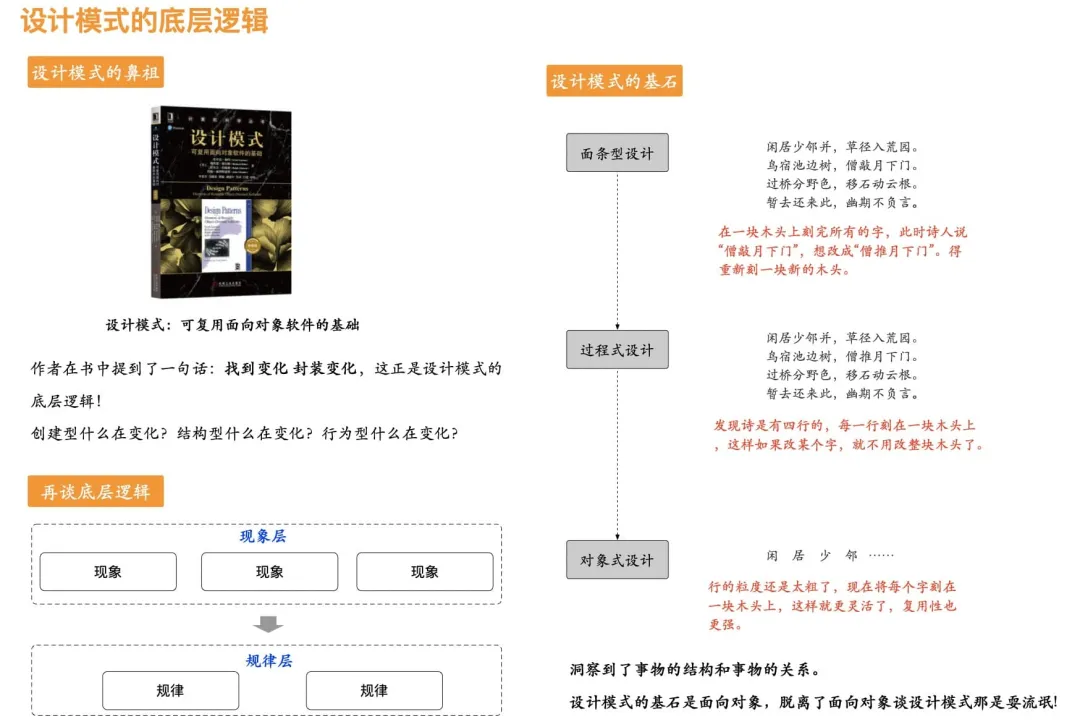 设计模式的底层逻辑
设计模式的鼻祖
设计模式
可复用面向对象软件的基础
Design Patterns
Design Patterns
设计模式：可复用面向对象软件的基础
作者在书中提到了一句话：找到变化 封装变化，这正是设计模式的
底层逻辑！
创建型什么在变化？结构型什么在变化？行为型什么在变化？
再谈底层逻辑
现象层
现象
现象
现象
规律层
规律
规律
设计模式的基石
面条型设计
闲居少邻并，草径入荒园。
鸟宿池边树，僧敲月下门。
过桥分野色，移石动云根。
暂去还来此，幽期不负言。
在一块木头上刻完所有的字，此时诗人说
“僧敲月下门”，想改成“僧推月下门”。得
重新刻一块新的木头。
过程式设计
闲居少邻并，草径入荒园。
鸟宿池边树，僧推月下门。
过桥分野色，移石动云根。
暂去还来此，幽期不负言。
发现诗是有四行的，每一行刻在一块木头上
，这样如果改某个字，就不用改整块木头了。
对象式设计
闲 居 少 邻 ……
行的粒度还是太粗了，现在将每个字刻在
一块木头上，这样就更灵活了，复用性也
更强。
洞察到了事物的结构和事物的关系。
设计模式的基石是面向对象，脱离了面向对象谈设计模式那是耍流氓!